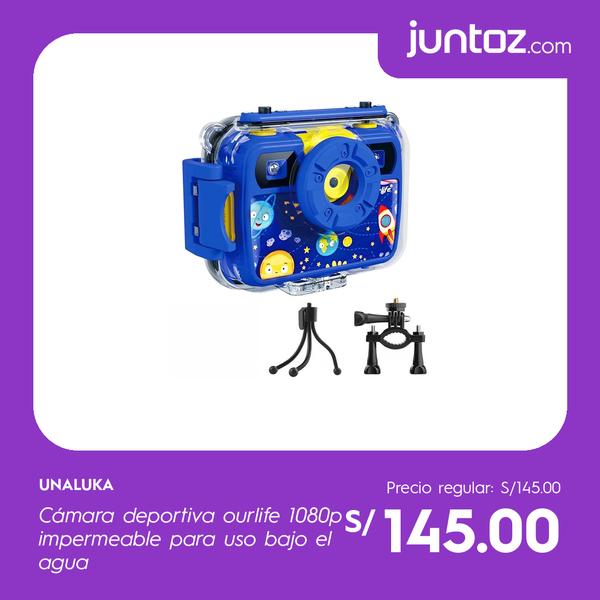 juntoz.com
UNALUKA
Cámara deportiva ourlife 1080p
impermeable para uso bajo el
agua
Precio regular: S/145.00
S/ 145.00